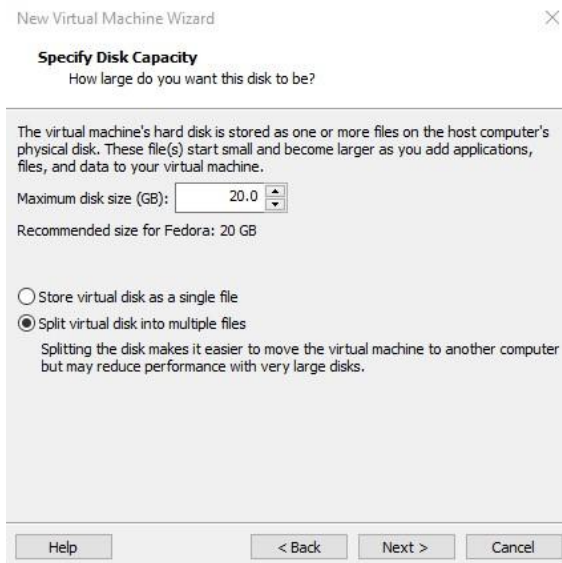 New Virtual Machine Wizard
Specify Disk Capacity
How large do you want this disk to be?
The virtual machine's hard disk is stored as one or more files on the host computer's
physical disk. These file(s) start small and become larger as you add applications,
files, and data to your virtual machine.
Maximum disk size (GB): 20.0
Recommended size for Fedora: 20 GB
Store virtual disk as a single file
Split virtual disk into multiple files
Splitting the disk makes it easier to move the virtual machine to another computer
but may reduce performance with very large disks.
Help < Back Next > Cancel